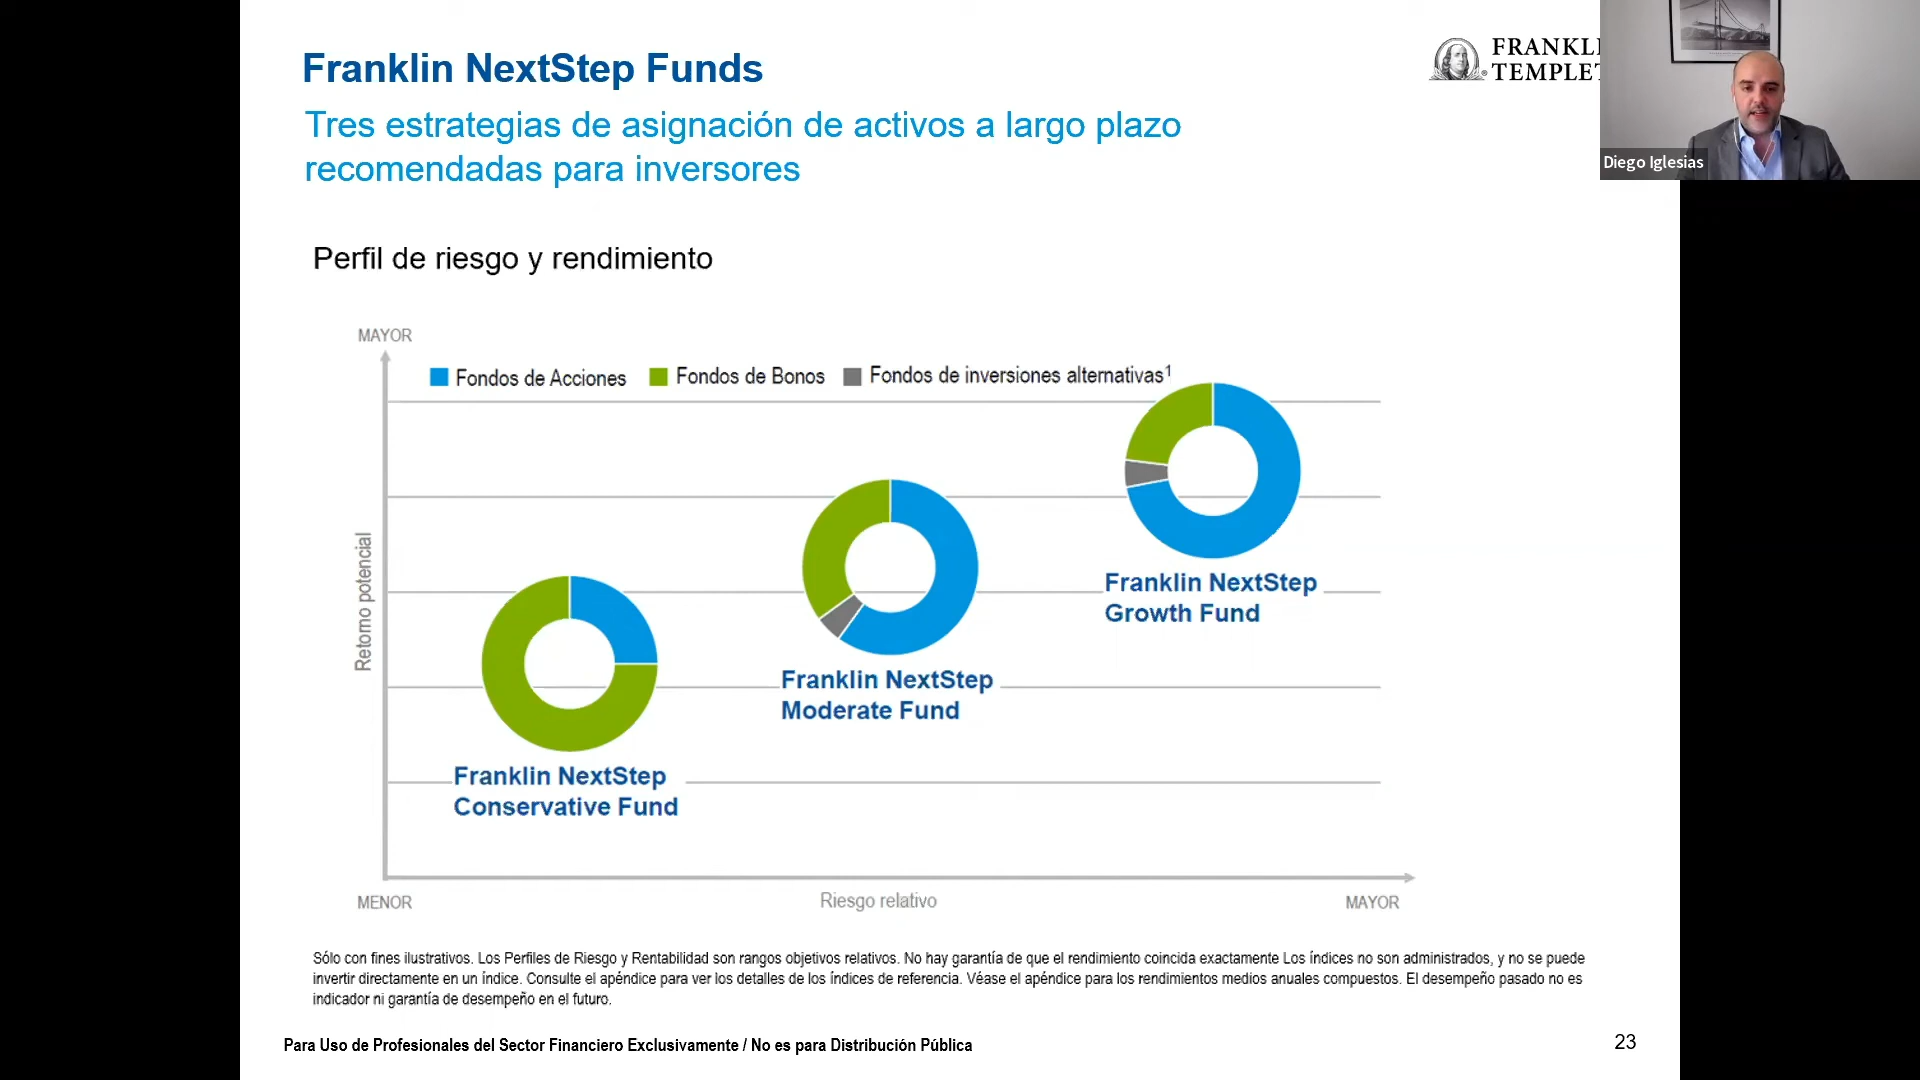 Franklin NextStep Funds
FRANKLI
TEMPLET
Tres estrategias de asignación de activos a largo plazo
recomendadas para inversores
Diego Iglesias
Perfil de riesgo y rendimiento
MAYOR
Fondos de Acciones
Fondos de Bonos
Fondos de inversiones alternativas¹
Retorno potencial
Franklin NextStep
Growth Fund
Franklin NextStep
Moderate Fund
Franklin NextStep
Conservative Fund
MENOR
Riesgo relativo
MAYOR
Sólo con fines ilustrativos. Los Perfiles de Riesgo y Rentabilidad son rangos objetivos relativos. No hay garantía de que el rendimiento coincida exactamente Los índices no son administrados, y no se puede
invertir directamente en un índice. Consulte el apéndice para ver los detalles de los índices de referencia. Véase el apéndice para los rendimientos medios anuales compuestos. El desempeño pasado no es
indicador ni garantía de desempeño en el futuro.
Para Uso de Profesionales del Sector Financiero Exclusivamente / No es para Distribución Pública
23